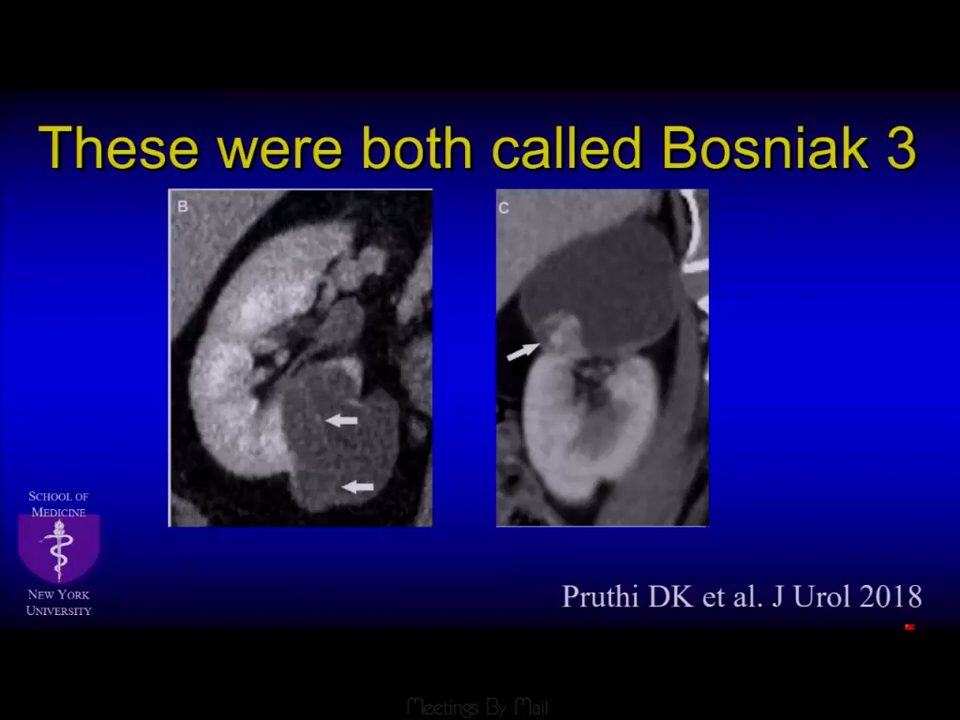 These were both called Bosniak 3
B
C
SCHOOL OF
MEDICINE
NEW YORK
UNIVERSITY
Pruthi DK et al. J Urol 2018
Meetings By Mail